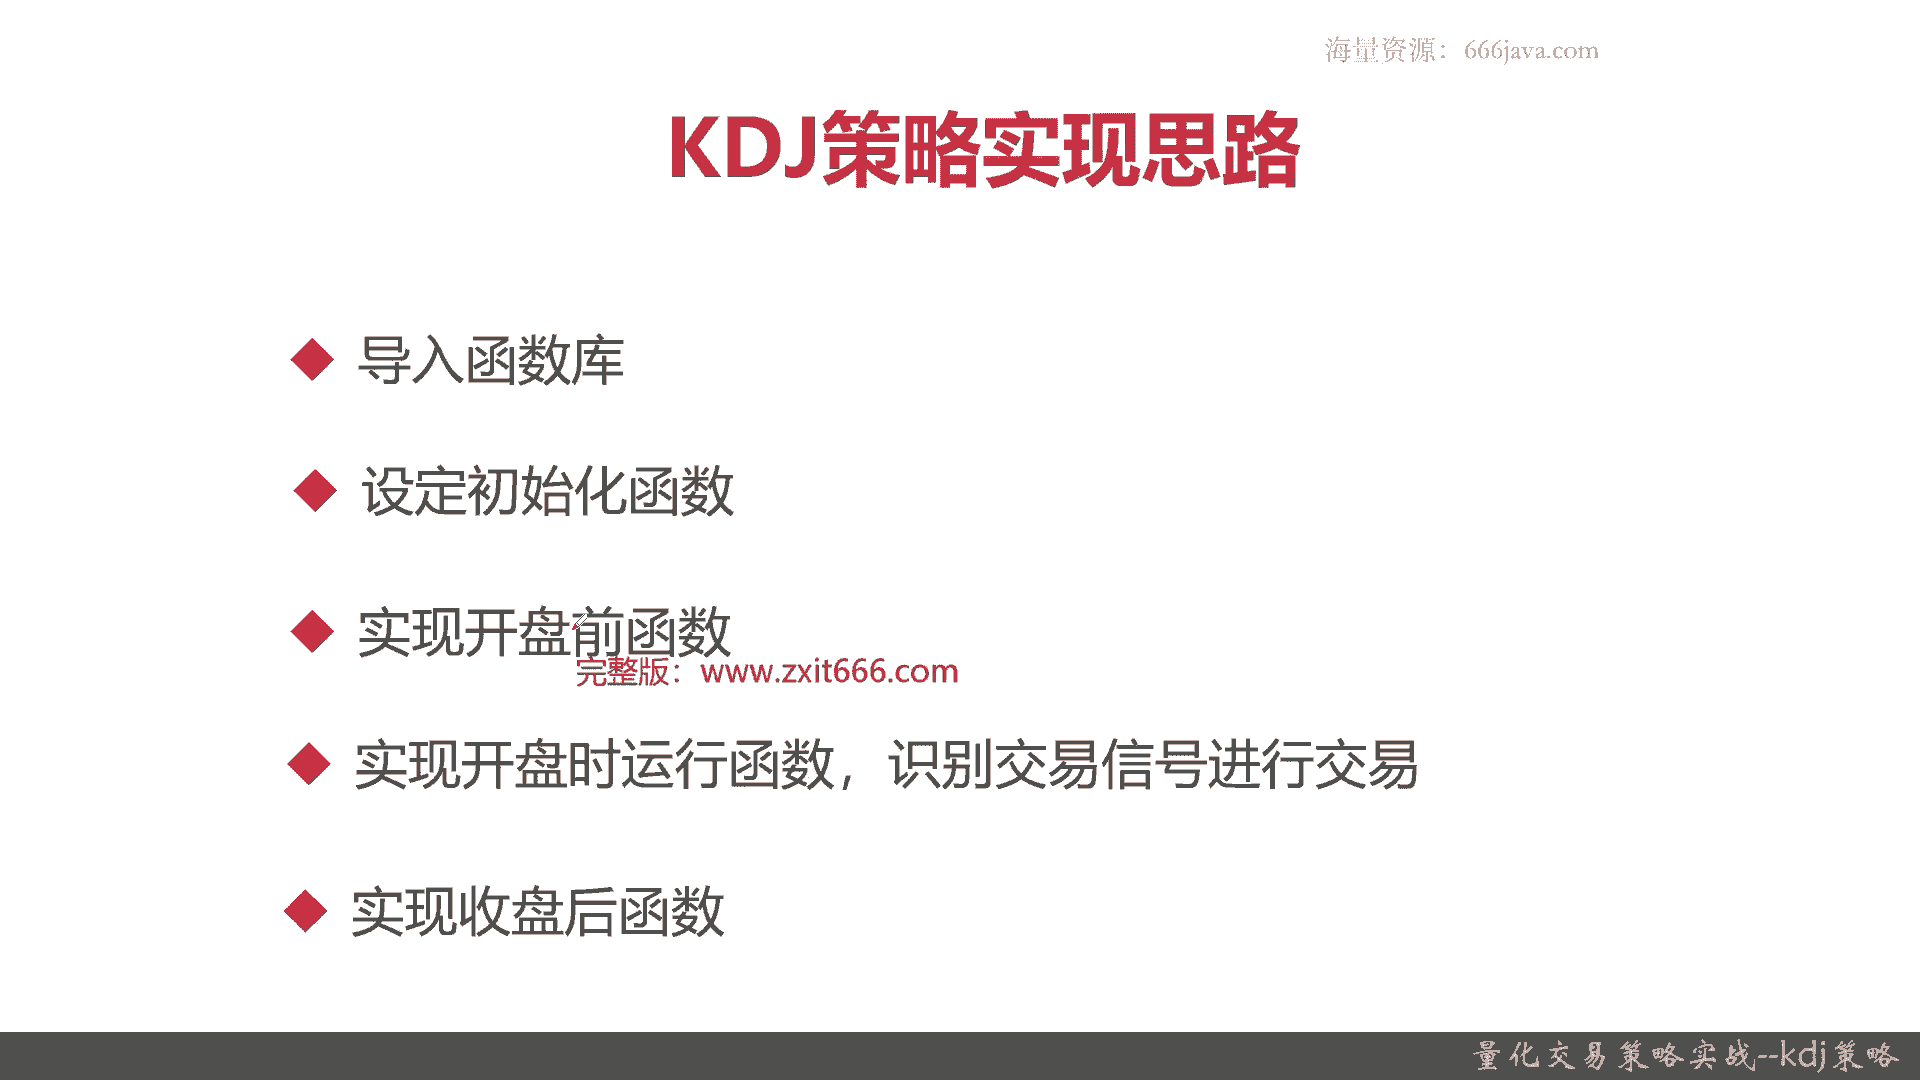 海量资源：666java.com
KDJ策略实现思路
导入函数库
设定初始化函数
实现开盘前函数
完整版：www.zxit666.com
实现开盘时运行函数，识别交易信号进行交易
实现收盘后函数
量化交易策略实战--kdj策略